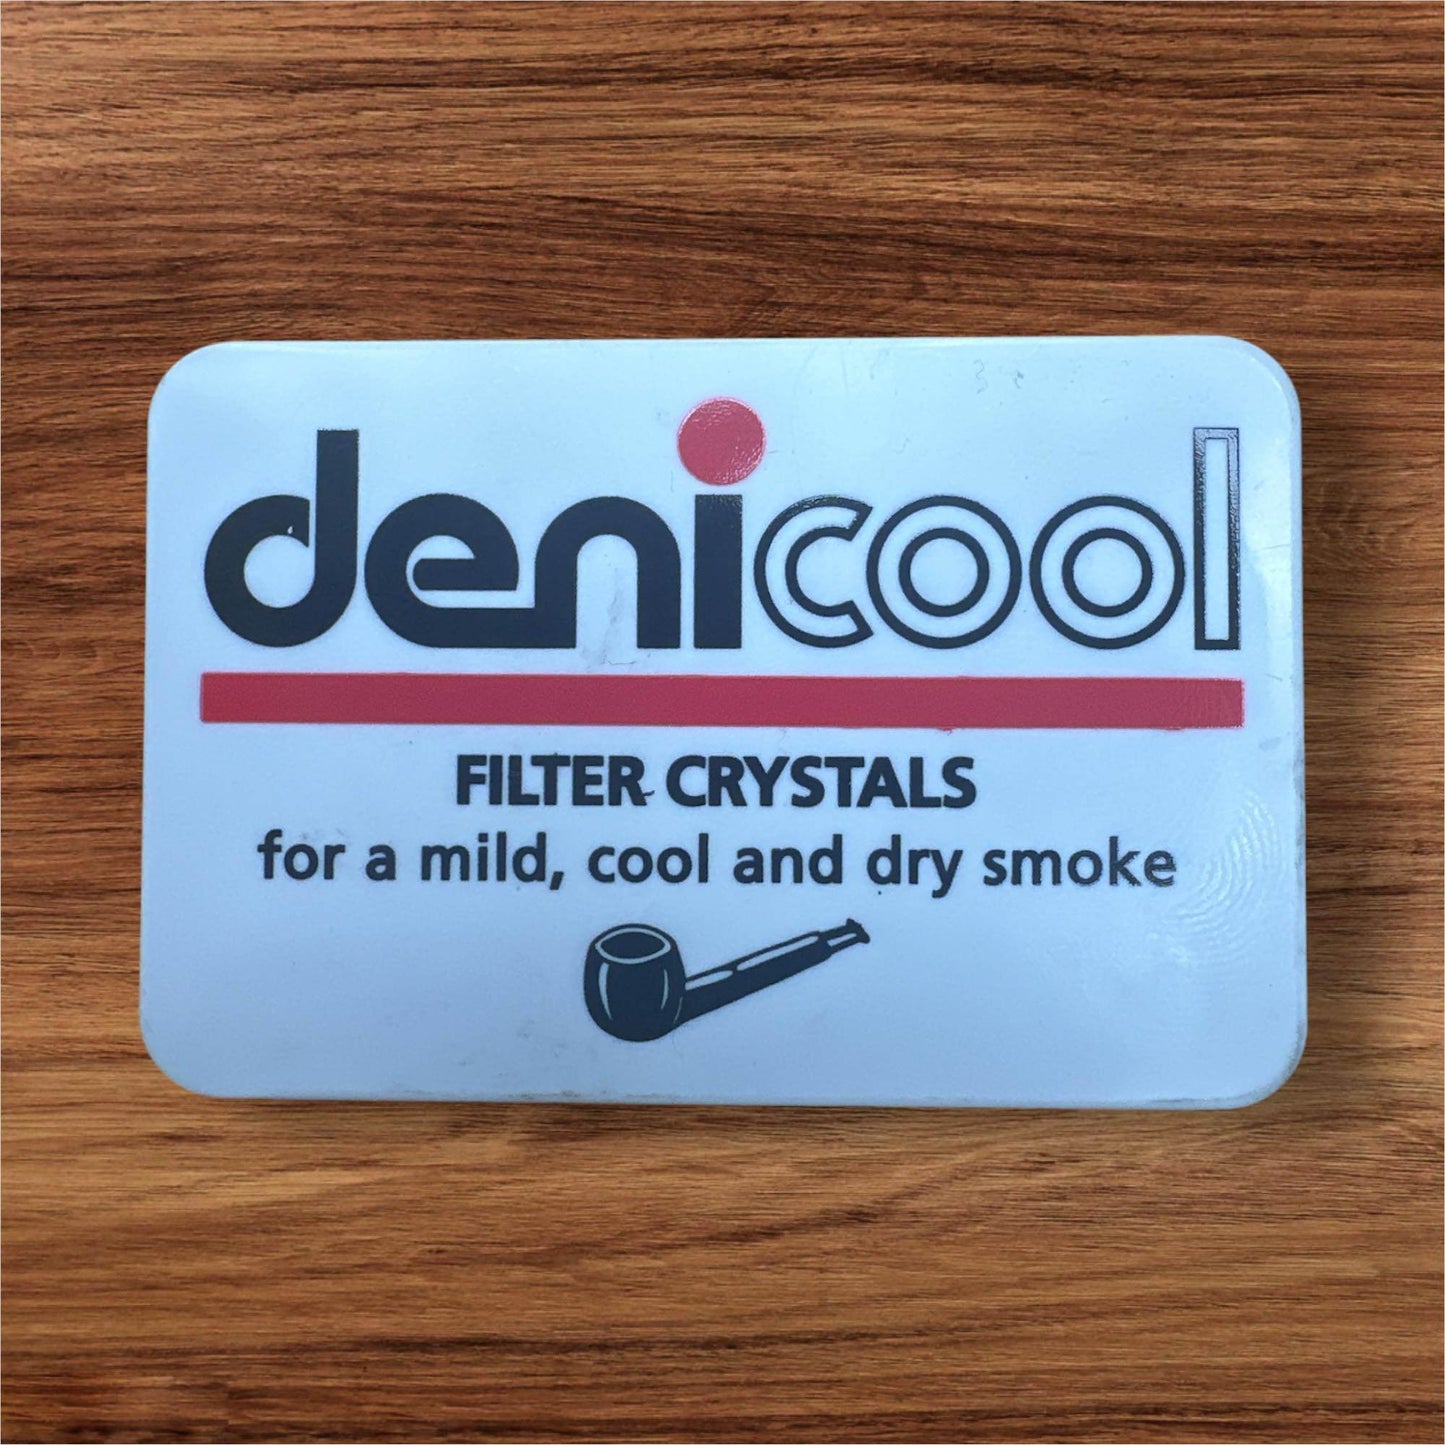 denicool
FILTER CRYSTALS
for a mild, cool and dry smoke